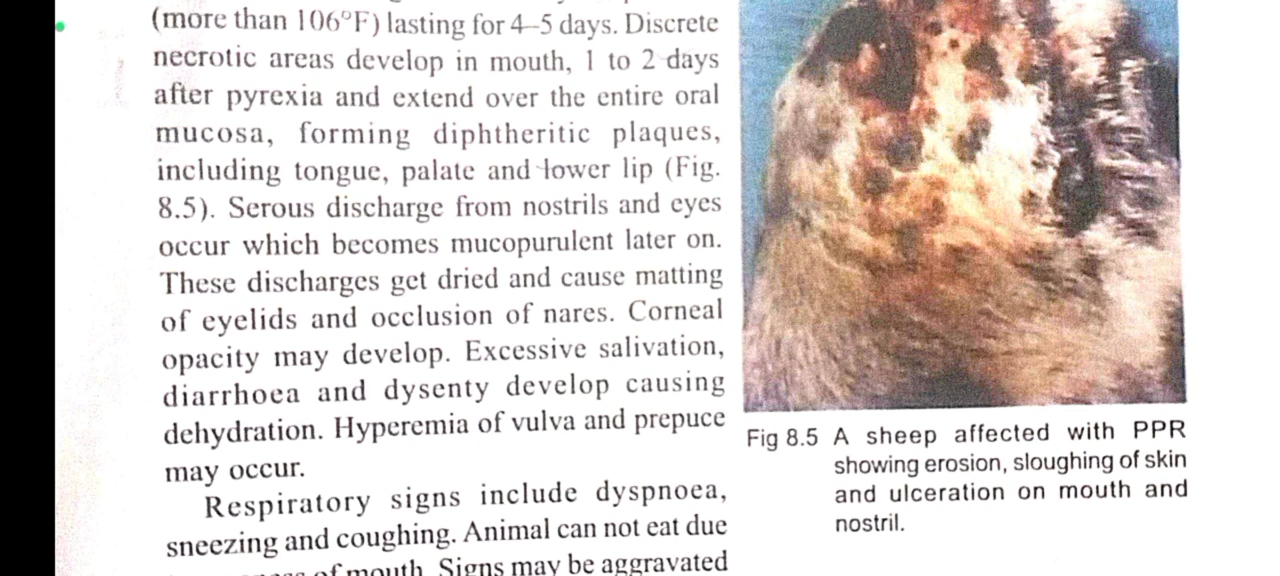 (more than 106°F) lasting for 4–5 days. Discrete
necrotic areas develop in mouth, 1 to 2 days
after pyrexia and extend over the entire oral
mucosa, forming diphtheritic plaques,
including tongue, palate and lower lip (Fig.
8.5). Serous discharge from nostrils and eyes
occur which becomes mucopurulent later on.
These discharges get dried and cause matting
of eyelids and occlusion of nares. Corneal
opacity may develop. Excessive salivation,
diarrhoea and dysenty develop causing
dehydration. Hyperemia of vulva and prepuce
may occur.
Respiratory signs include dyspnoea,
sneezing and coughing. Animal can not eat due
of mouth. Signs may be aggravated
Fig 8.5 A sheep affected with PPR
showing erosion, sloughing of skin
and ulceration on mouth and
nostril.